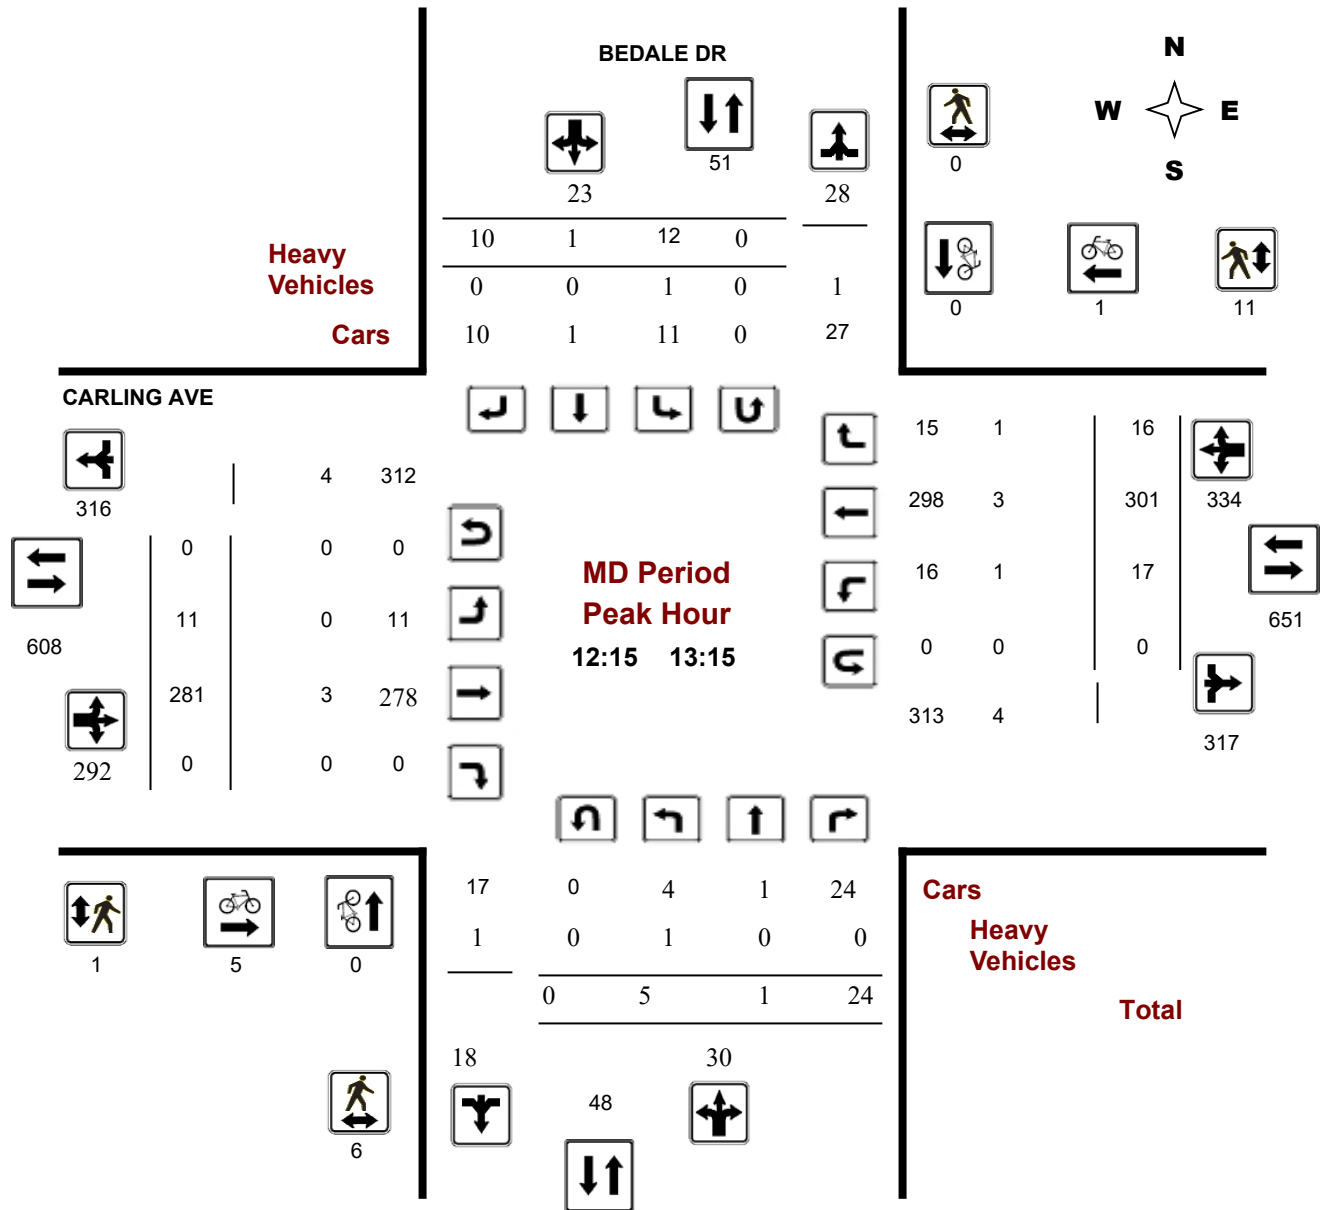 BEDALE DR
N
W E
S
51
0
23 28
10 1 12 0
Heavy
Vehicles
0 0 1 0 1
0 1 11
Cars
10 1 11 0 27
CARLING AVE
15 1 16
4 312
316
298 3 301 334
0 0 0
MD Period
16 1 17
Peak Hour
11 0 11
651
608
12:15 13:15
0 0 0
281 3 278
313 4
317
292 0 0 0
17 0 4 1 24
Cars
1 0 1 0 0
Heavy
Vehicles
1 5 0
0 5 1 24
Total
18 30
48
6